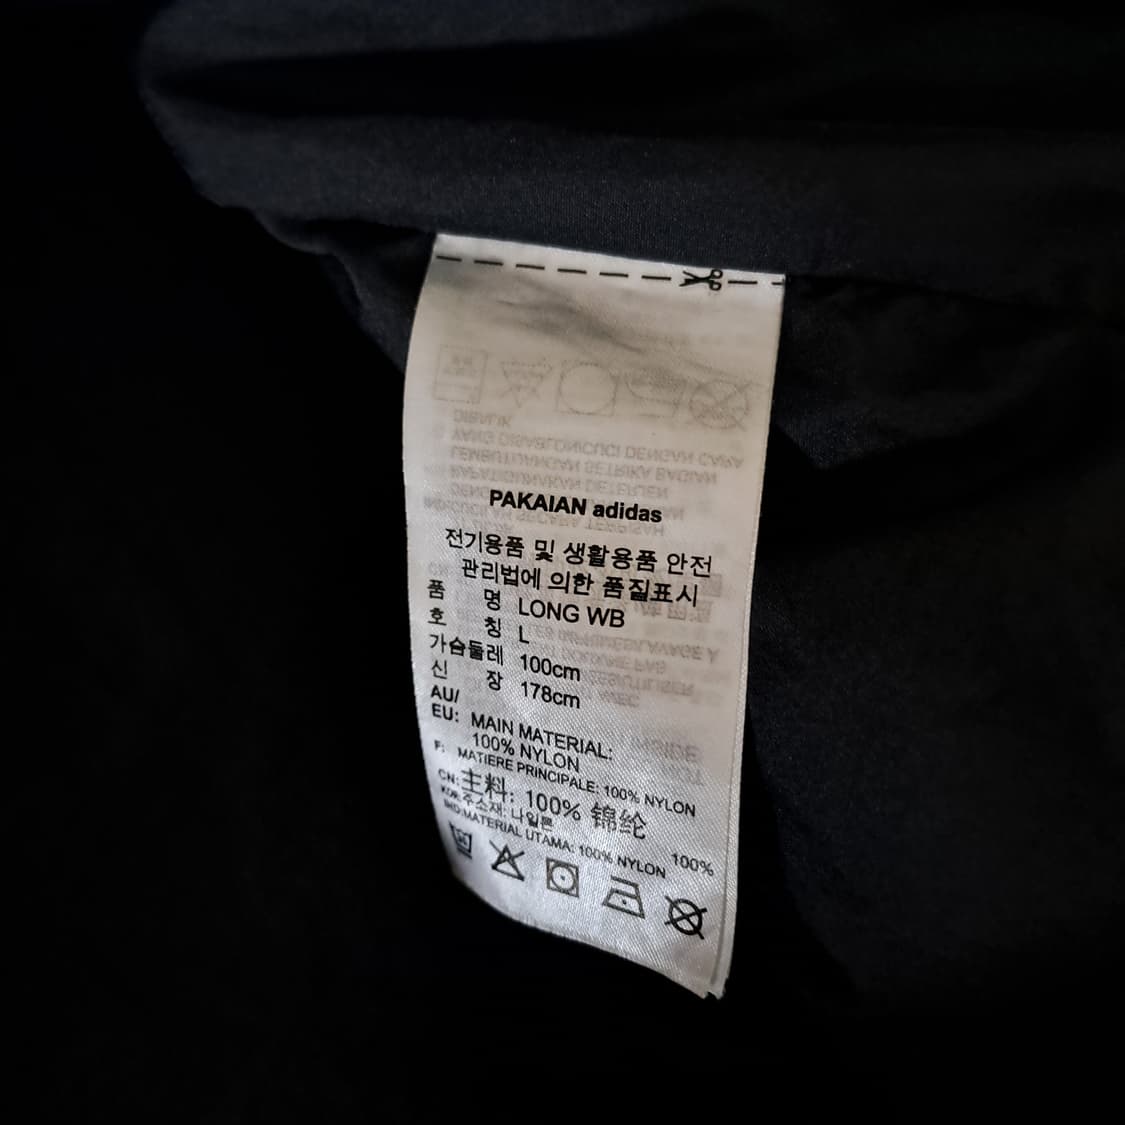 PAKAIAN adidas
전기용품 및 생활용품 안전
관리법에 의한 품질표시
품 명 LONG WB
호 칭 L
가슴둘레 100cm
신 장 178cm
AU/
EU: MAIN MATERIAL:
100% NYLON
F: MATIERE PRINCIPALE: 100% NYLON
CN: 主料: 100% 锦纶
KOR: 주소재: 나일론 100%
IND: MATERIAL UTAMA: 100% NYLON